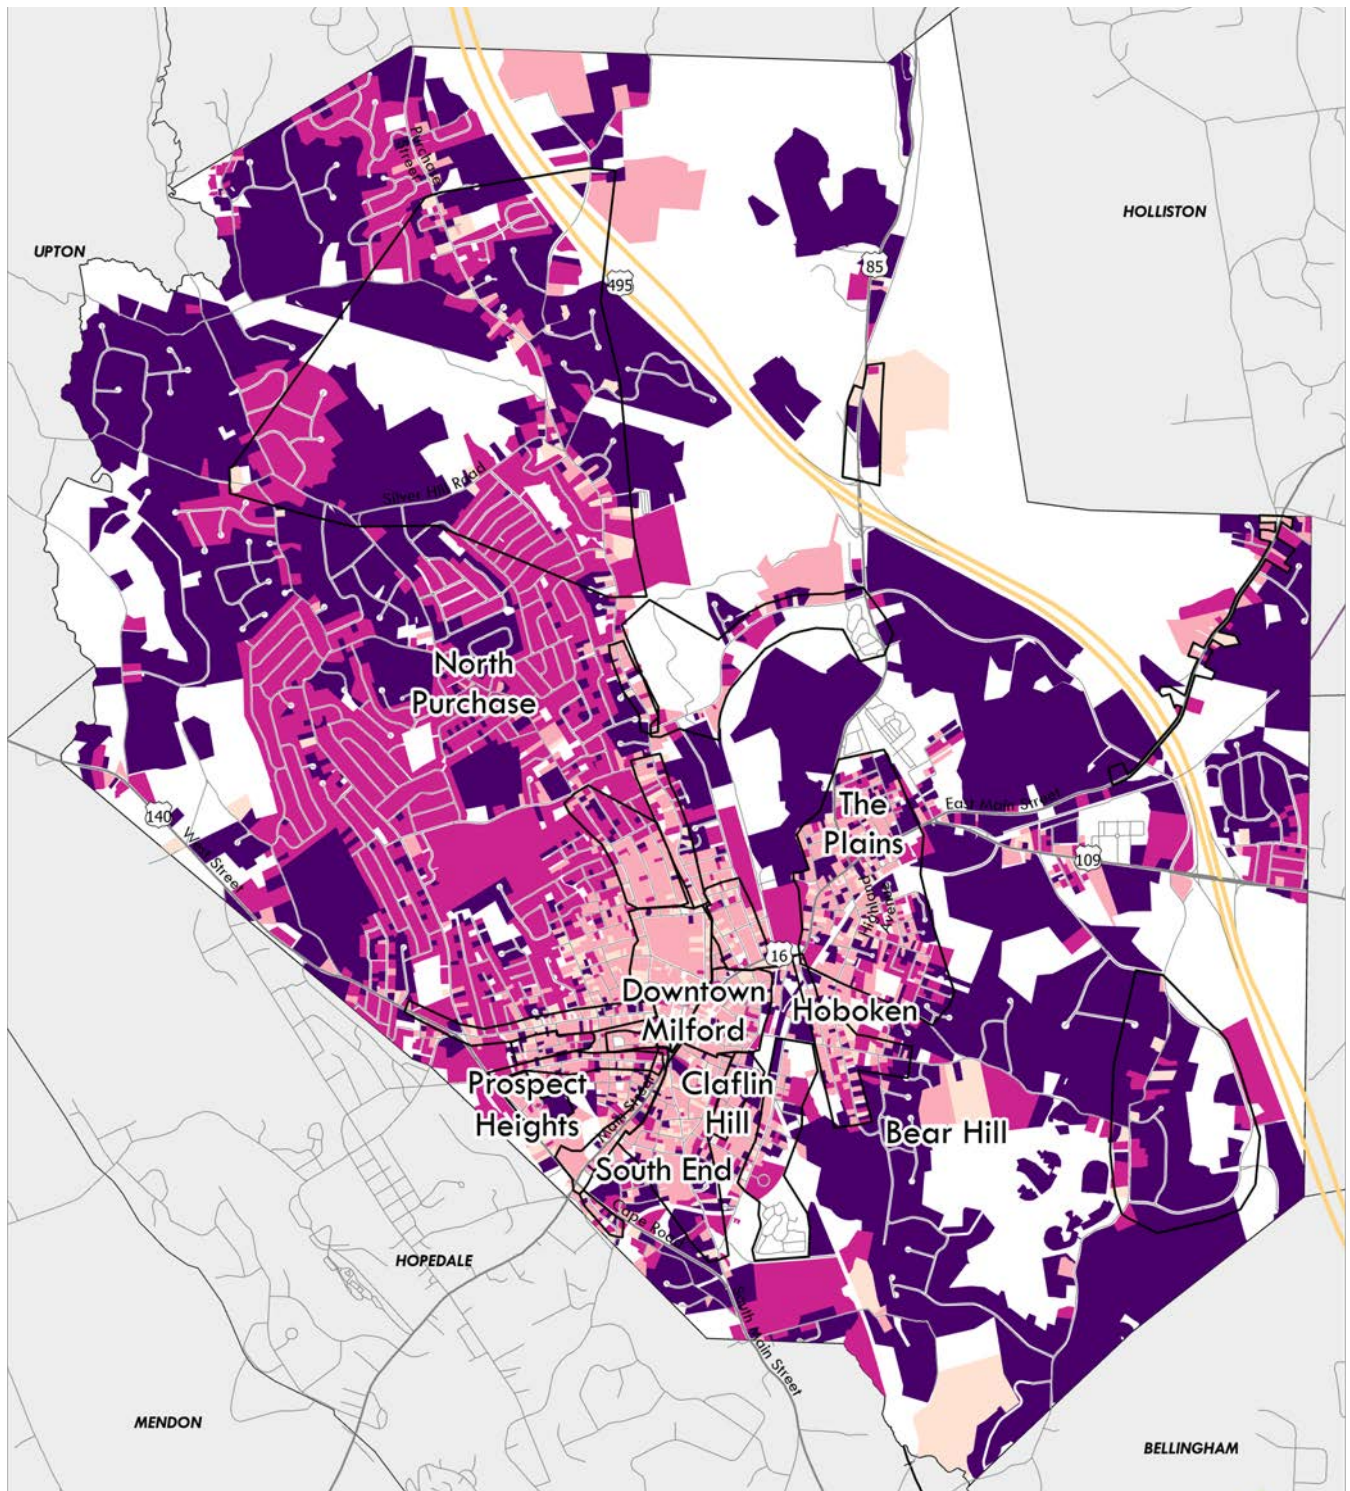 Purchase
Street
HOLLISTON
UPTON
85
495
Silver Hill Road
North
Purchase
The
Plains
East Main Street
140
West Street
109
Highland
Avenue
16
Downtown
Milford
Hoboken
Prospect
Heights
Main Street
Claflin
Hill
Bear Hill
South End
Cape Road
HOPEDALE
South Main Street
MENDON
BELLINGHAM